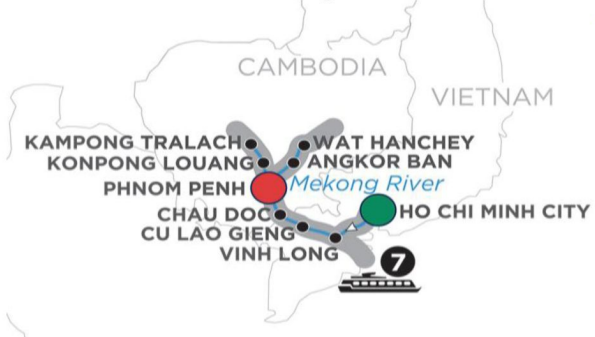 CAMBODIA
VIETNAM
KAMPONG TRALACH
WAT HANCHEY
KONPONG LOUANG
ANGKOR BAN
PHNOM PENH
Mekong River
CHAU DOC
HO CHI MINH CITY
CU LAO GIENG
VINH LONG
7